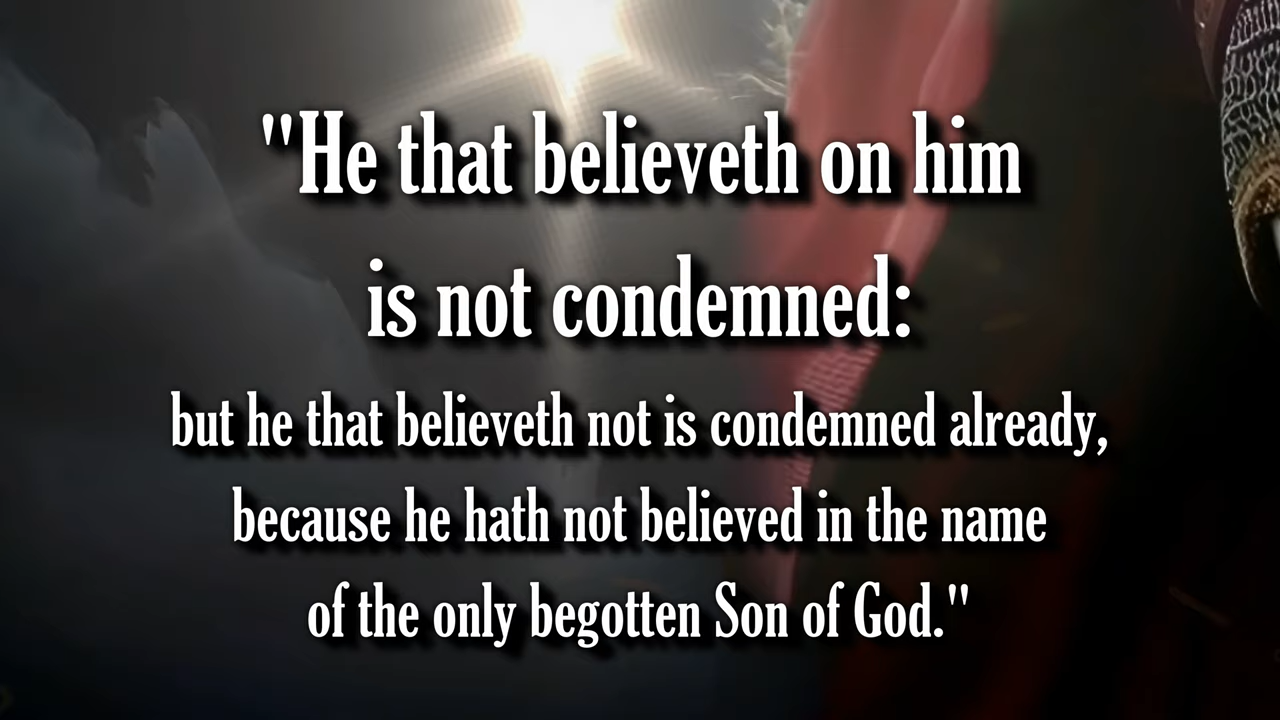 "He that believeth on him
is not condemned:
but he that believeth not is condemned already,
because he hath not believed in the name
of the only begotten Son of God."